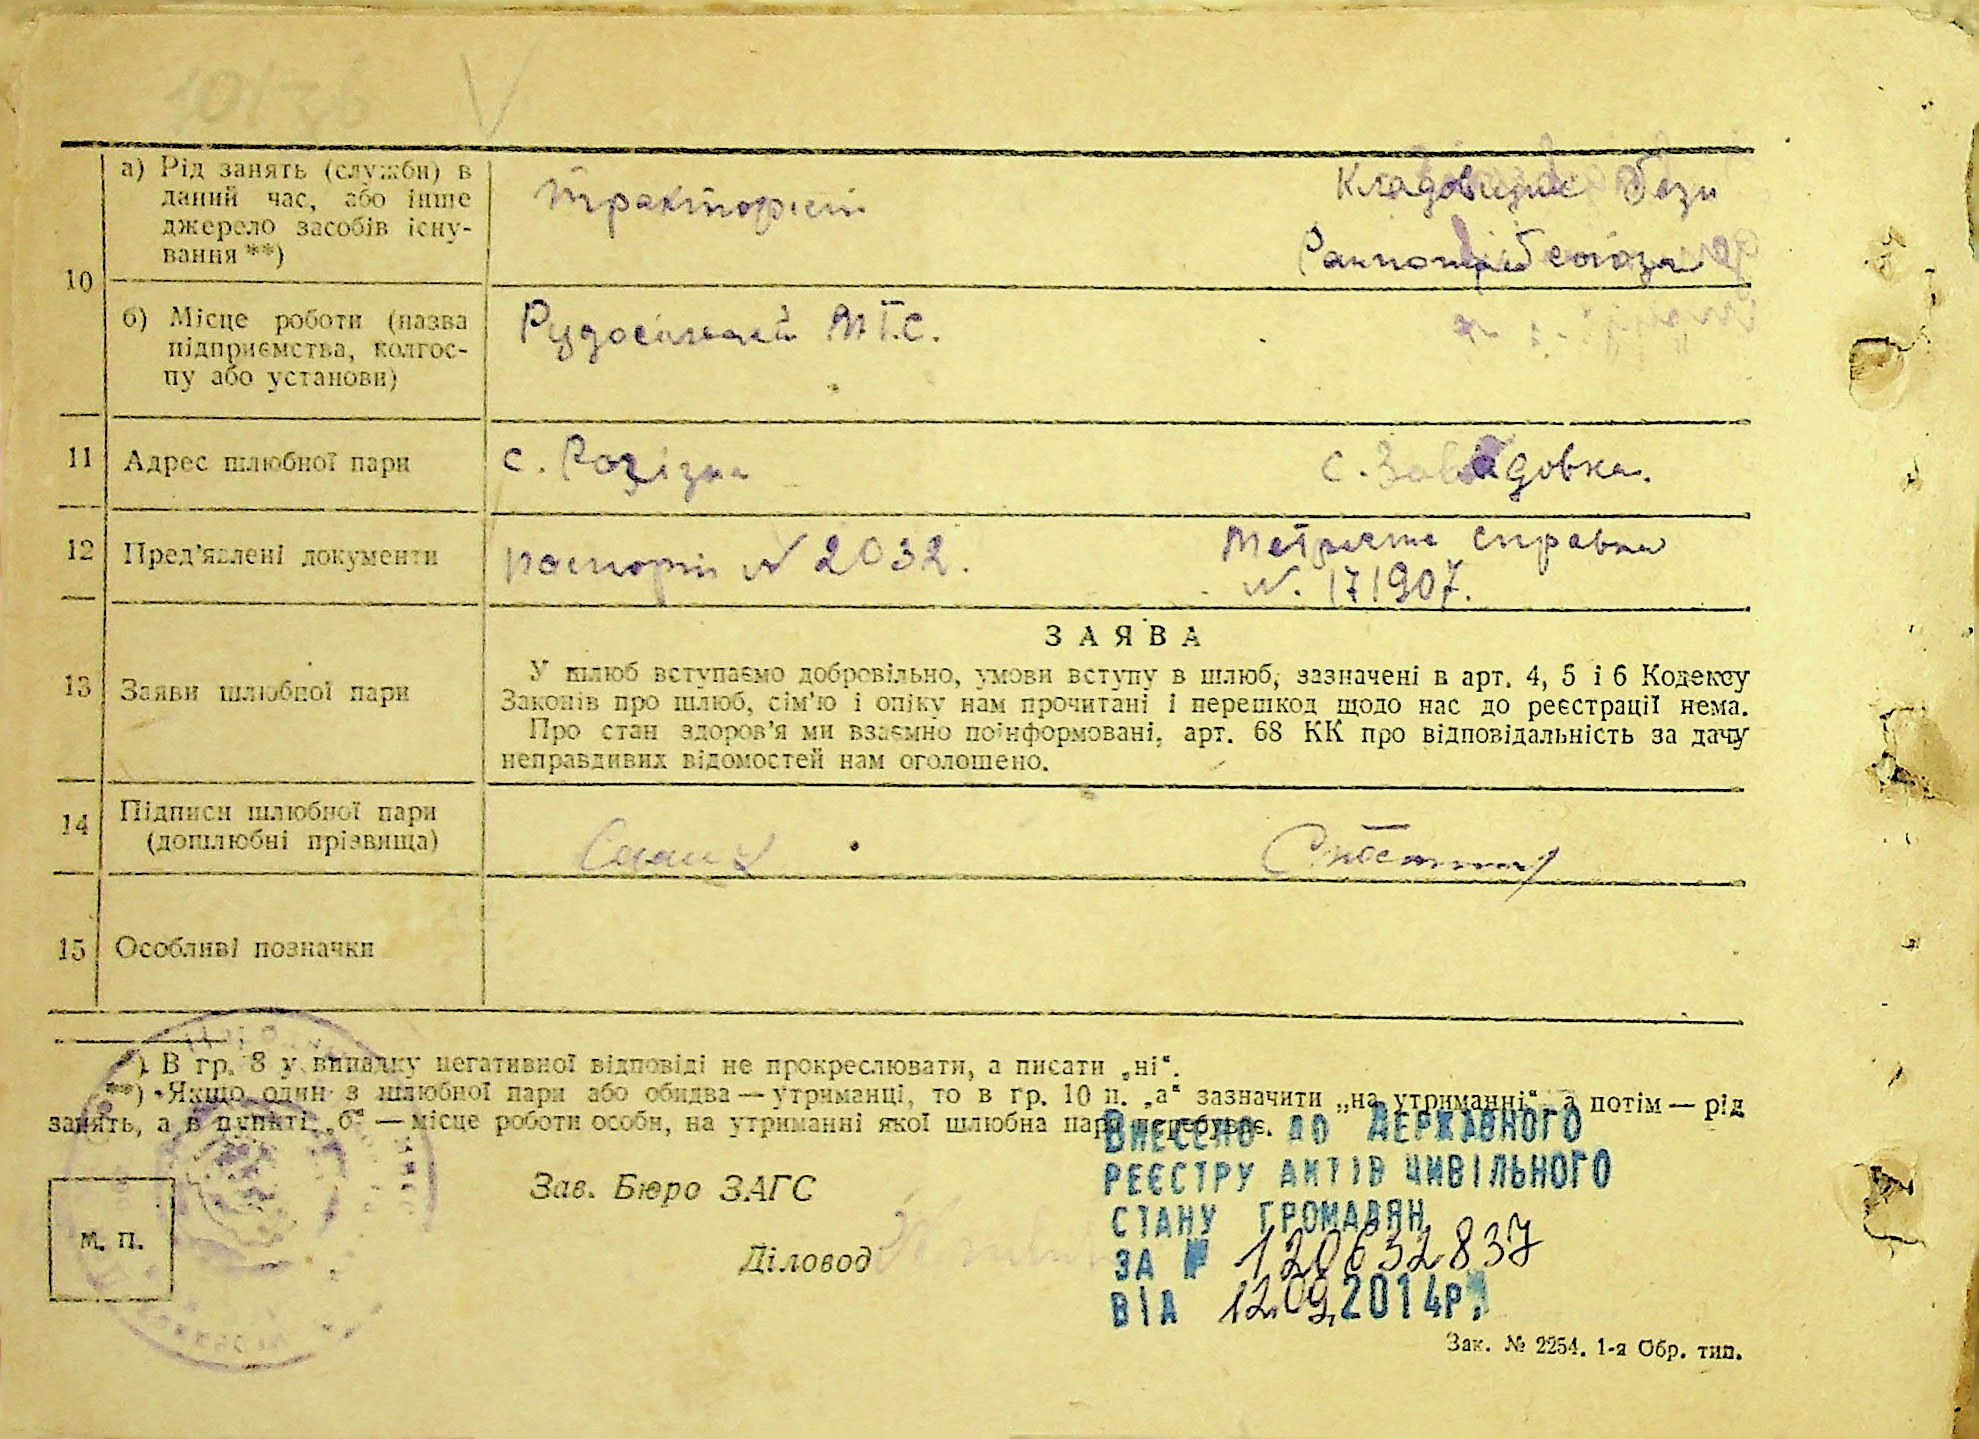 а) Рід занять (служби) в
даний час, або інше
джерело засобів існу-
вання **)
тракторист
Кладовщик бази
10
б) Місце роботи (назва
підприємства, колгос-
пу або установи)
М.Т.С.
11 Адрес шлюбної пари
с.
с. Завадовка.
12 Пред'явлені документи
паспорт № 2032.
Метрична справка
№. 171907.
13 Заяви шлюбної пари
ЗАЯВА
У шлюб вступаємо добровільно, умови вступу в шлюб, зазначені в арт. 4, 5 і 6 Кодексу
Законів про шлюб, сім'ю і опіку нам прочитані і перешкод щодо нас до реєстрації нема.
Про стан здоров'я ми взаємно поінформовані, арт. 68 КК про відповідальність за дачу
неправдивих відомостей нам оголошено.
14 Підписи шлюбної пари
(дошлюбні прізвища)
15 Особливі позначки
*) В гр. 8 у випадку негативної відповіді не прокреслювати, а писати „ні“.
**) Якщо один з шлюбної пари або обидва — утриманці, то в гр. 10 п. „а“ зазначити „на утриманні“, а потім — рід
занять, а в пункті „б“ — місце роботи особи, на утриманні якої шлюбна пара перебуває.
Зав. Бюро ЗАГС
Діловод
М. П.
ВНЕСЕНО ДО ДЕРЖАВНОГО
РЕЄСТРУ АКТІВ ЦИВІЛЬНОГО
СТАНУ ГРОМАДЯН
ЗА № 120632837
ВІД 12.09.2014р.
Зак. № 2254. 1-а Обр. тип.